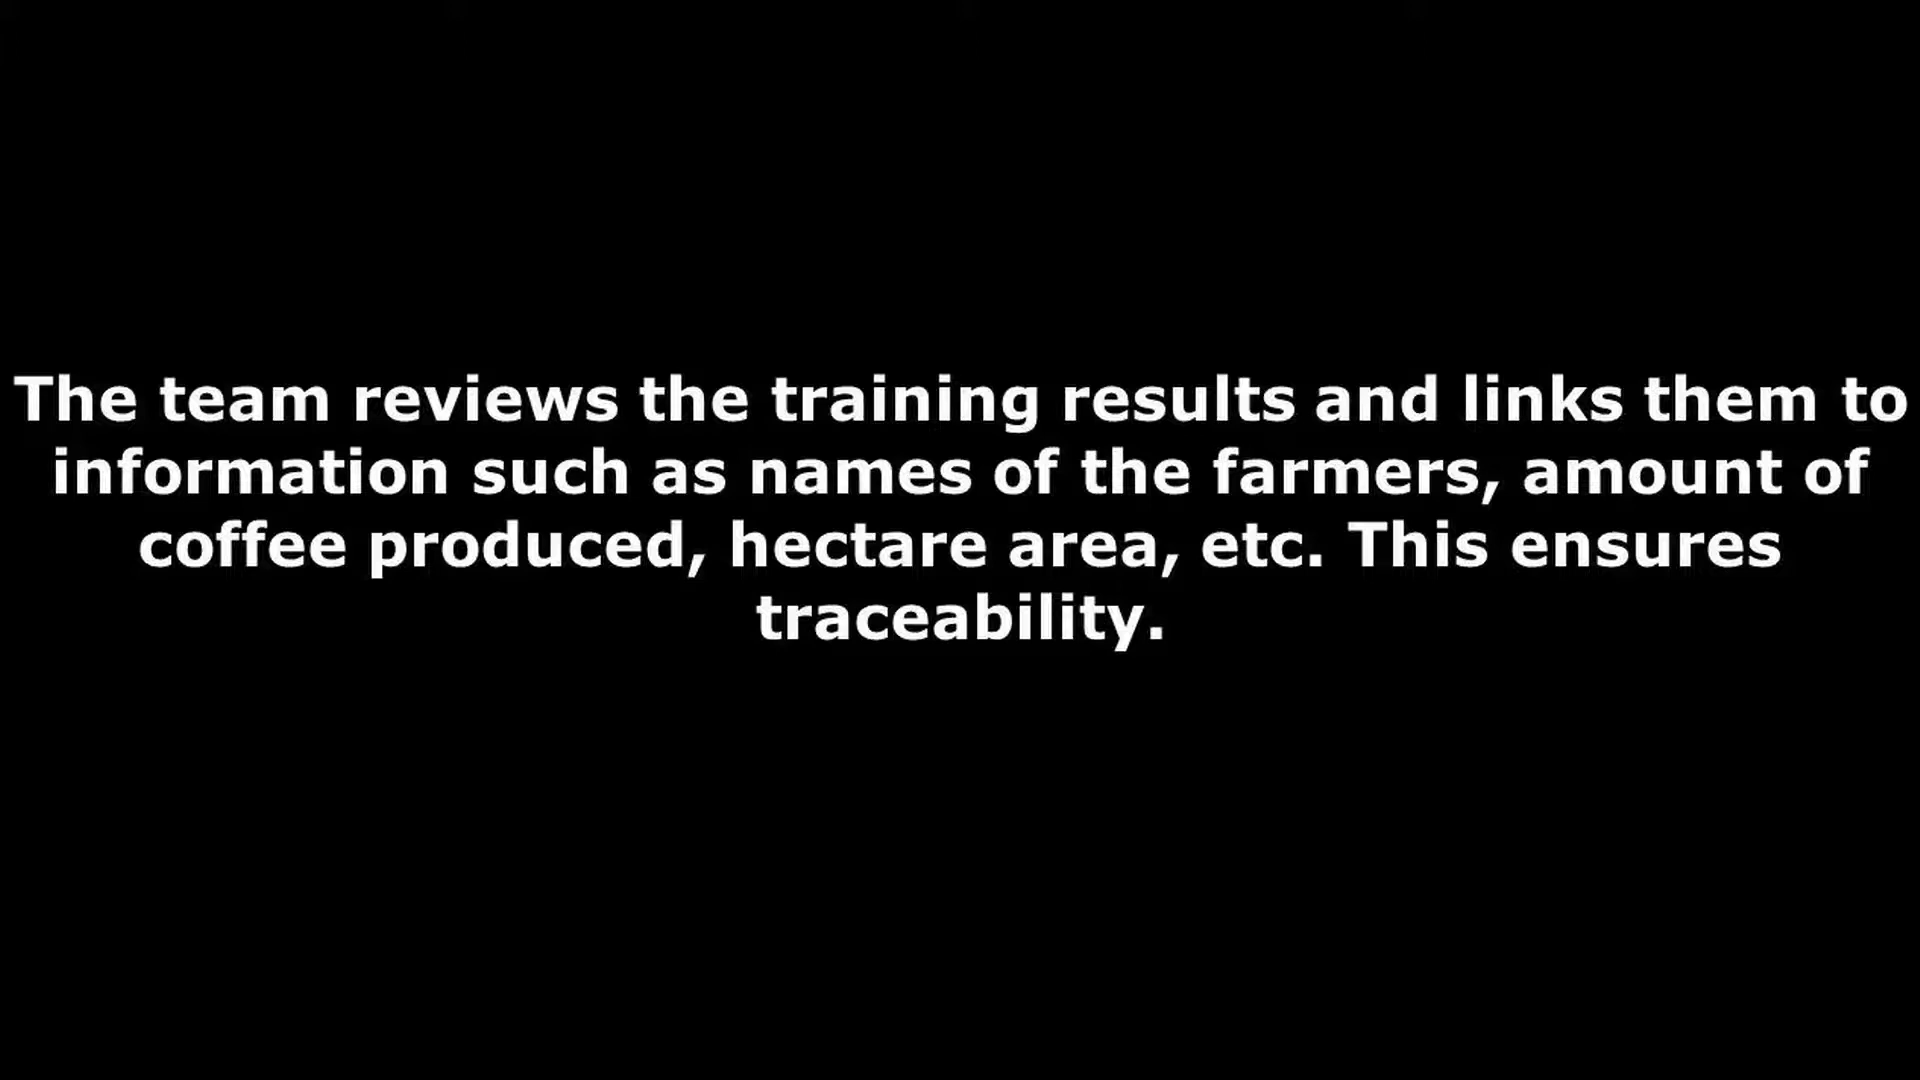 The team reviews the training results and links them to
information such as names of the farmers, amount of
coffee produced, hectare area, etc. This ensures
traceability.